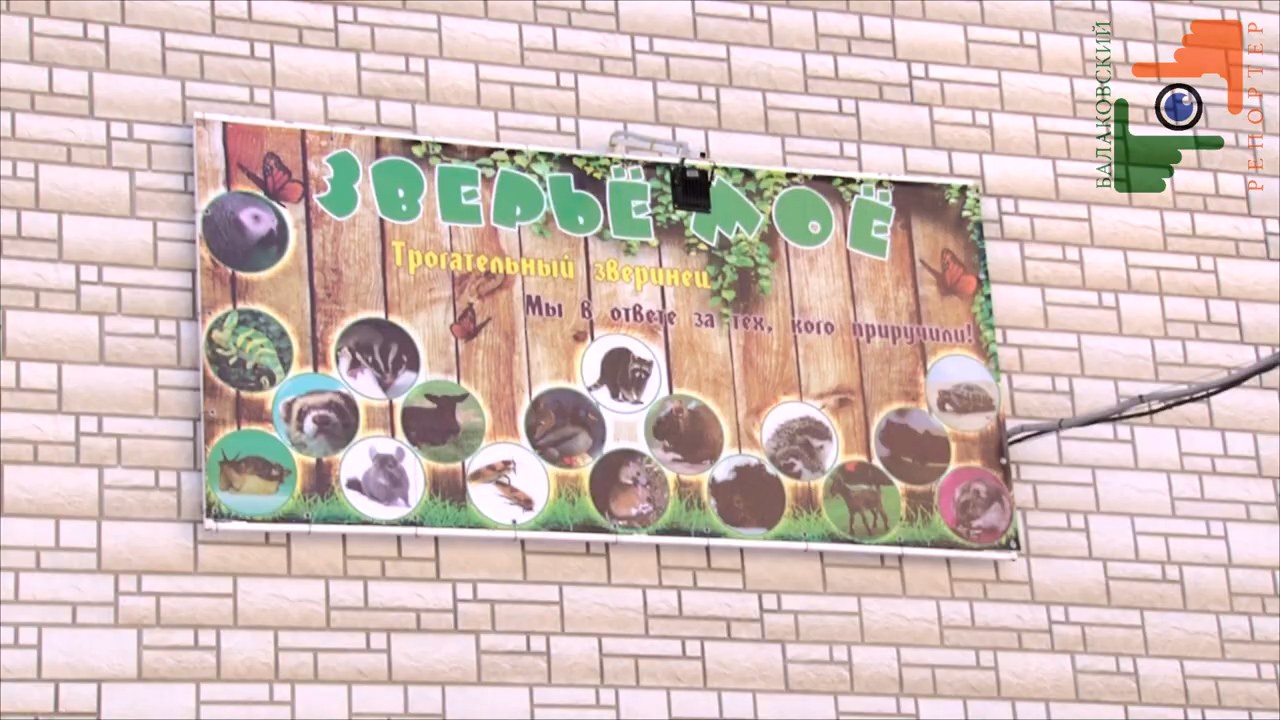 ЗВЕРЬЁ МОЁ
Трогательный зверинец
Мы в ответе за тех, кого приручили!
БАЛАКОВСКИЙ
РЕПОРТЕР